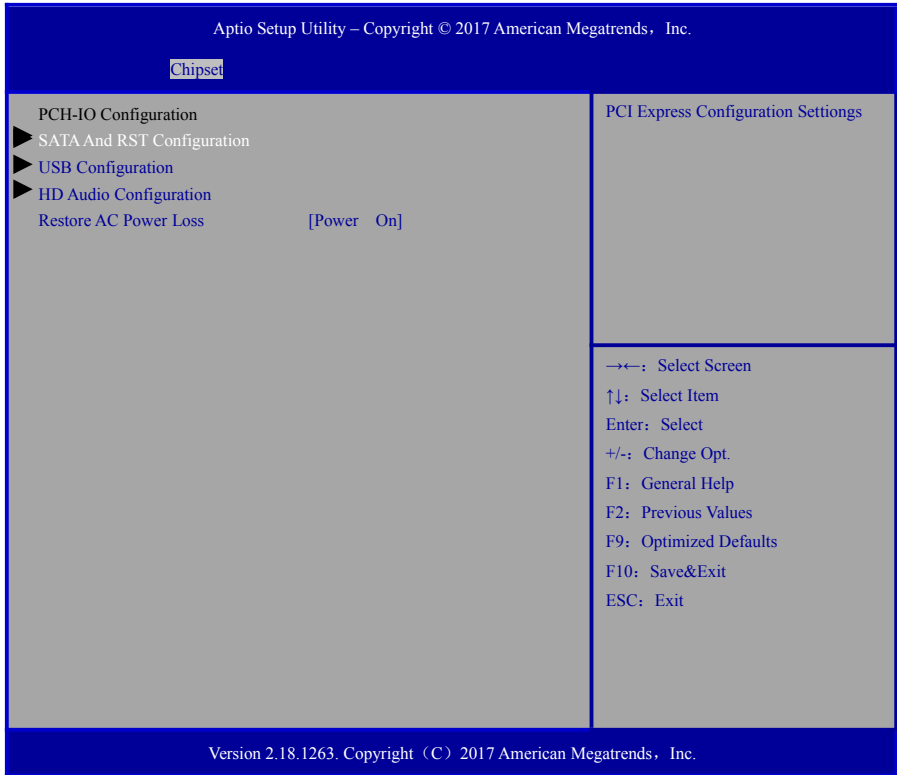 Aptio Setup Utility – Copyright © 2017 American Megatrends，Inc.
Chipset
PCH-IO Configuration
SATA And RST Configuration
USB Configuration
HD Audio Configuration
Restore AC Power Loss [Power On]
PCI Express Configuration Settiongs
→←：Select Screen
↑↓：Select Item
Enter：Select
+/-：Change Opt.
F1：General Help
F2：Previous Values
F9：Optimized Defaults
F10：Save&Exit
ESC：Exit
Version 2.18.1263. Copyright（C）2017 American Megatrends，Inc.